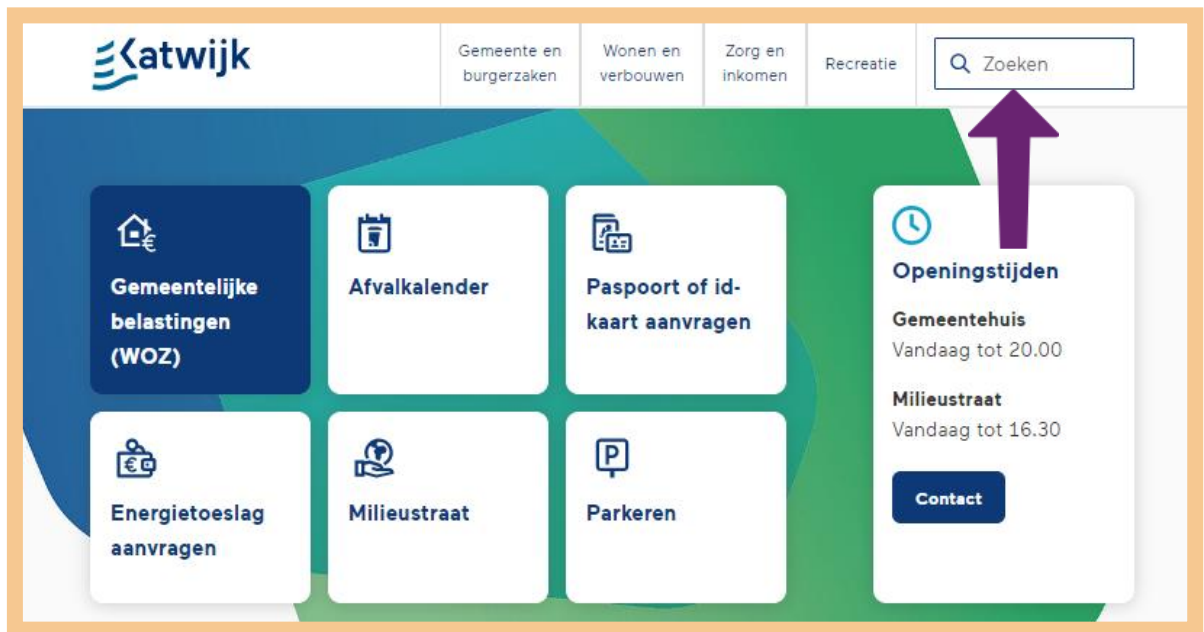 Katwijk
Gemeente en
burgerzaken
Wonen en
verbouwen
Zorg en
inkomen
Recreatie
Zoeken
Gemeentelijke
belastingen
(WOZ)
Afvalkalender
Paspoort of id-
kaart aanvragen
Energietoeslag
aanvragen
Milieustraat
P
Parkeren
Openingstijden
Gemeentehuis
Vandaag tot 20.00
Milieustraat
Vandaag tot 16.30
Contact